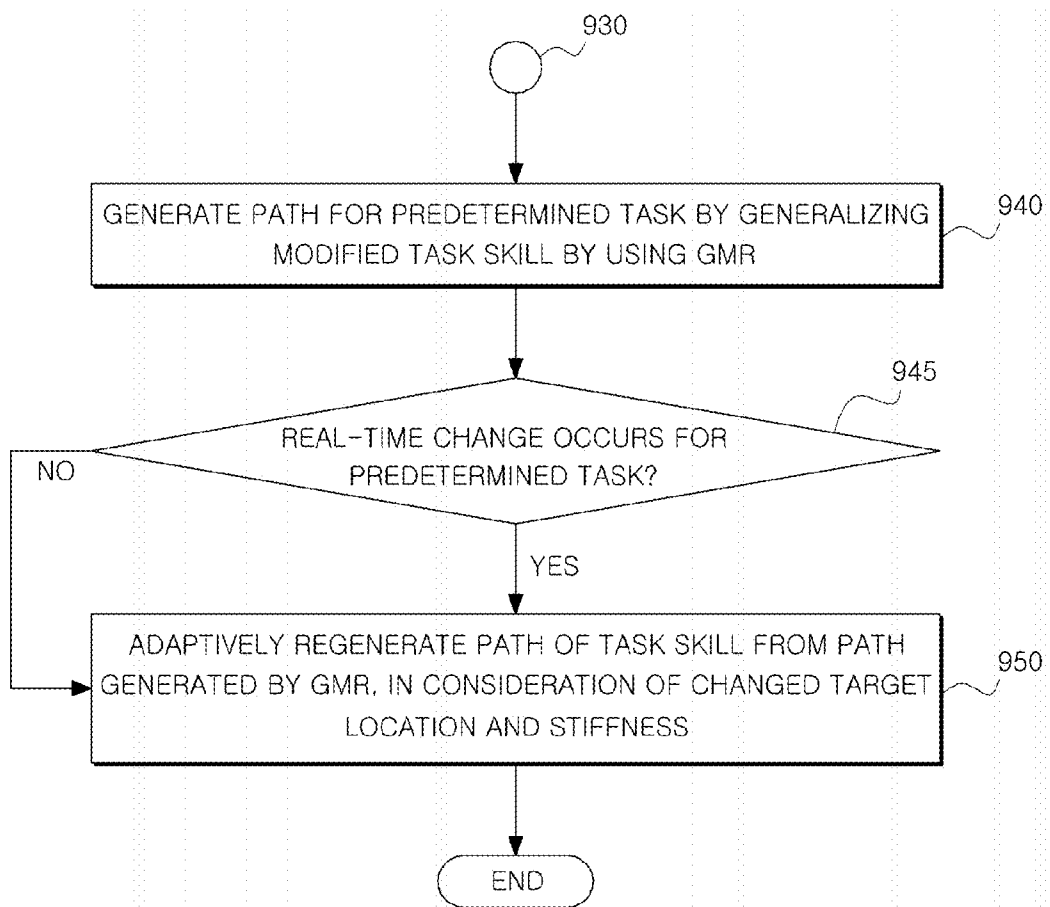 930
GENERATE PATH FOR PREDETERMINED TASK BY GENERALIZING
MODIFIED TASK SKILL BY USING GMR
940
945
REAL-TIME CHANGE OCCURS FOR
PREDETERMINED TASK?
NO
YES
ADAPTIVELY REGENERATE PATH OF TASK SKILL FROM PATH
GENERATED BY GMR, IN CONSIDERATION OF CHANGED TARGET
LOCATION AND STIFFNESS
950
END